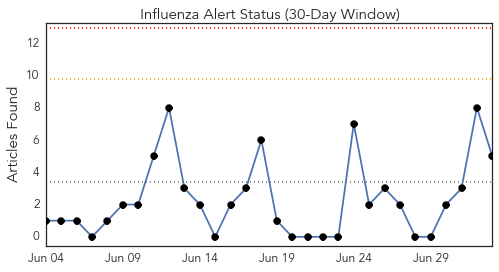 Influenza Alert Status (30-Day Window)
Articles Found
12
10
8
6
4
2
0
Jun 04 Jun 09 Jun 14 Jun 19 Jun 24 Jun 29